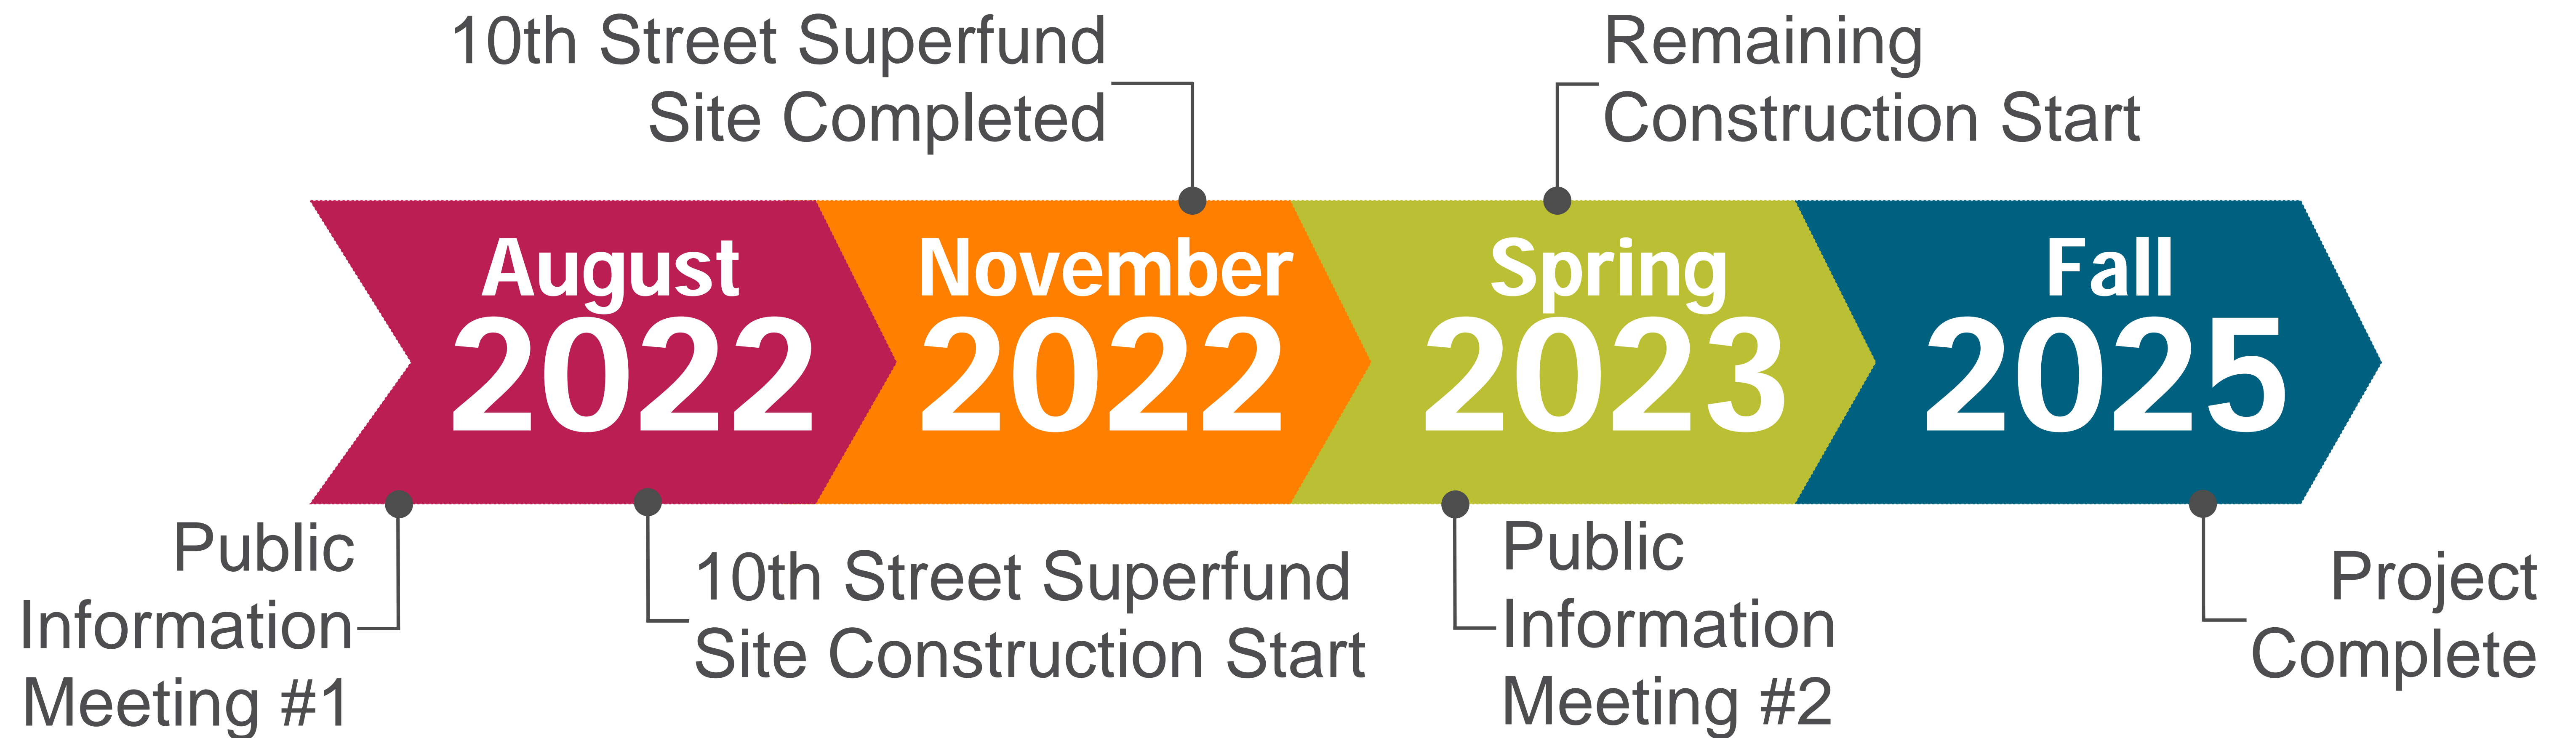 10th Street Superfund
Site Completed
Remaining
Construction Start
August
2022
November
2022
Spring
2023
Fall
2025
Public
Information
Meeting #1
10th Street Superfund
Site Construction Start
Public
Information
Meeting #2
Project
Complete